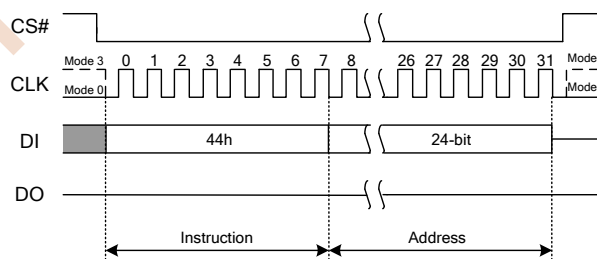 CS#
Mode 3 0 1 2 3 4 5 6 7 8 26 27 28 29 30 31 Mode
CLK
Mode 0 Mode
DI 44h 24-bit
DO
Instruction Address